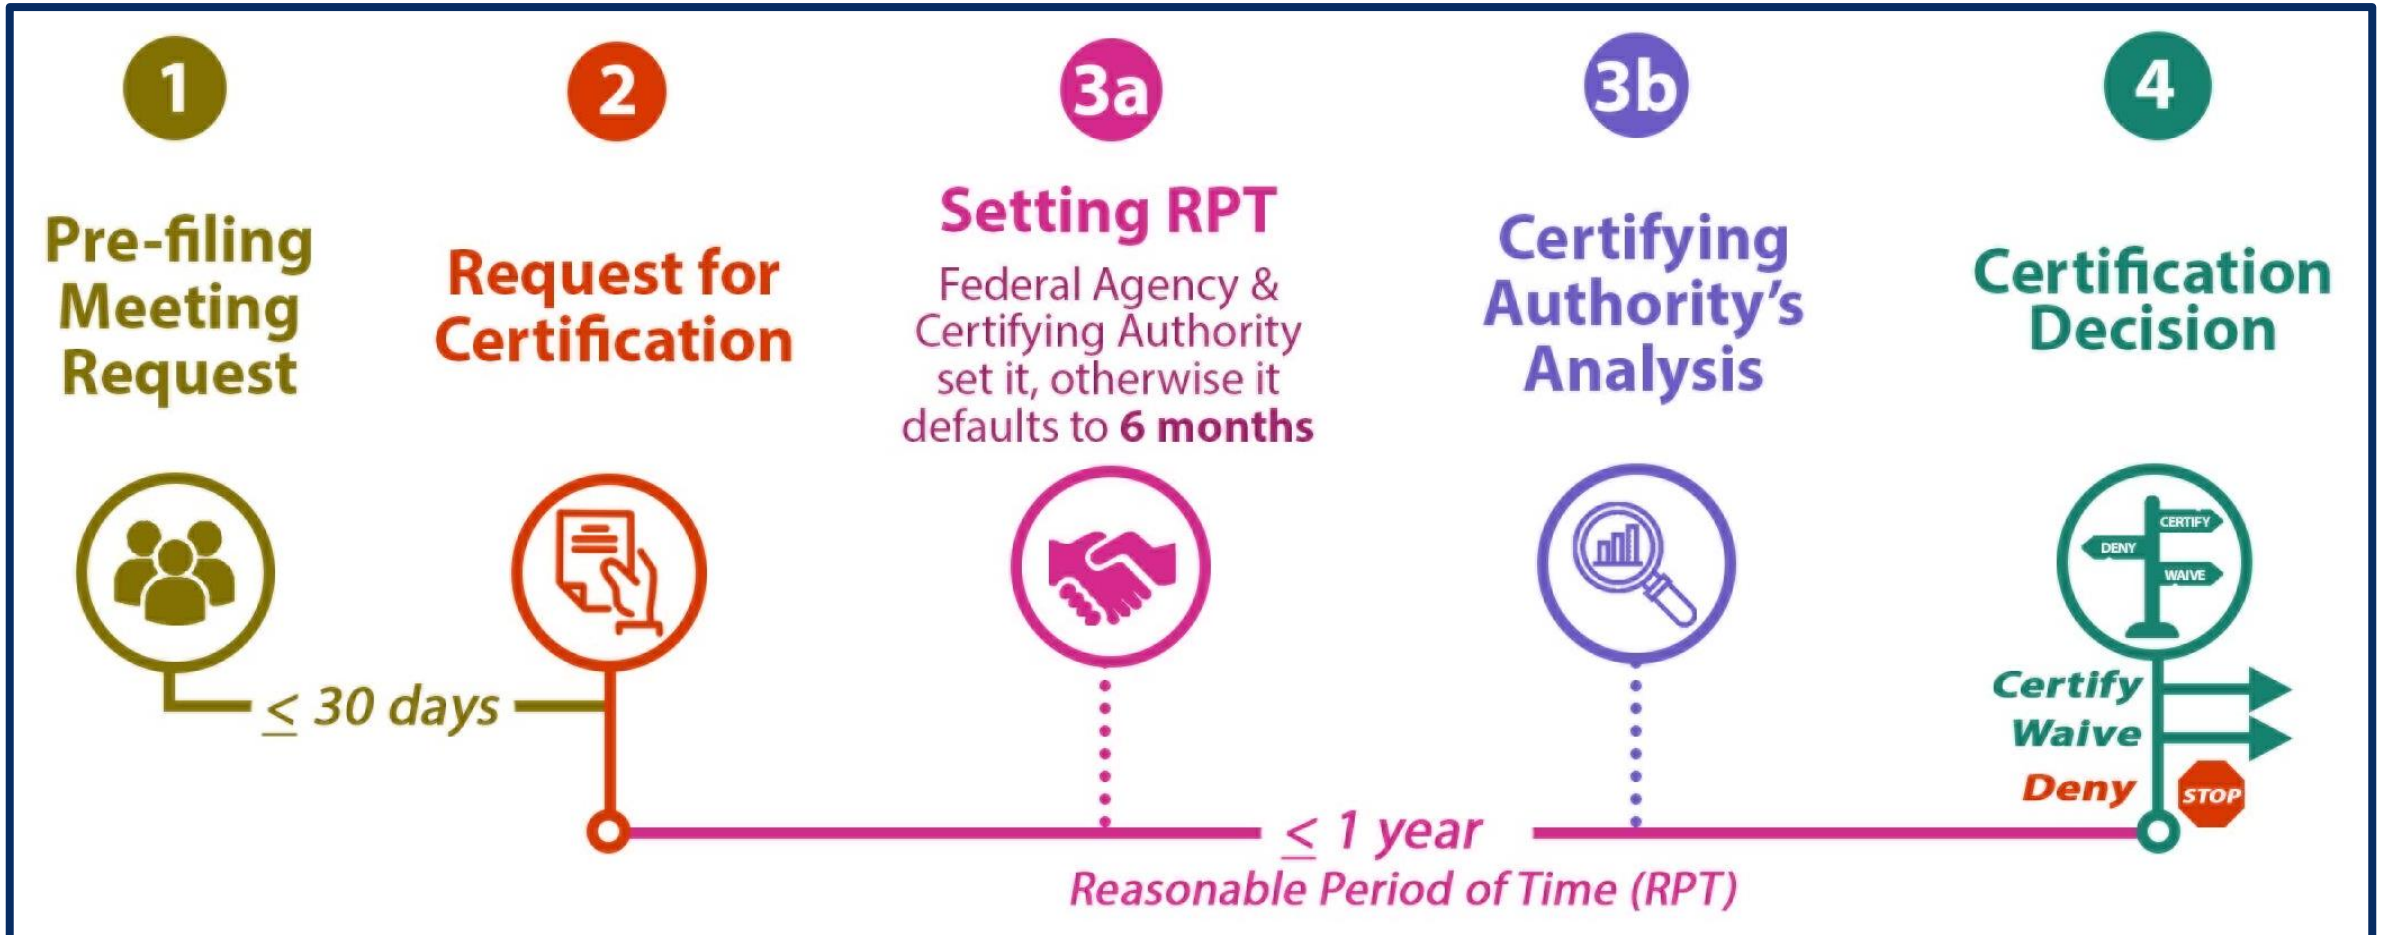 1
Pre-filing
Meeting
Request
≤ 30 days
2
Request for
Certification
3a
Setting RPT
Federal Agency &
Certifying Authority
set it, otherwise it
defaults to 6 months
3b
Certifying
Authority’s
Analysis
4
Certification
Decision
CERTIFY
DENY
WAIVE
Certify
Waive
Deny
STOP
≤ 1 year
Reasonable Period of Time (RPT)